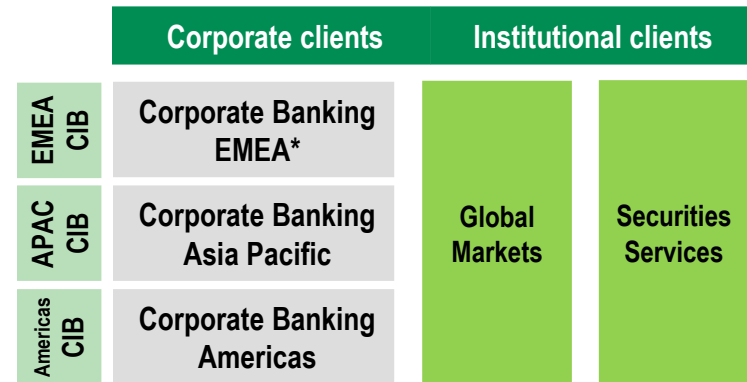 Corporate clients
Institutional clients
EMEA
CIB
Corporate Banking
EMEA*
APAC
CIB
Corporate Banking
Asia Pacific
Americas
CIB
Corporate Banking
Americas
Global
Markets
Securities
Services